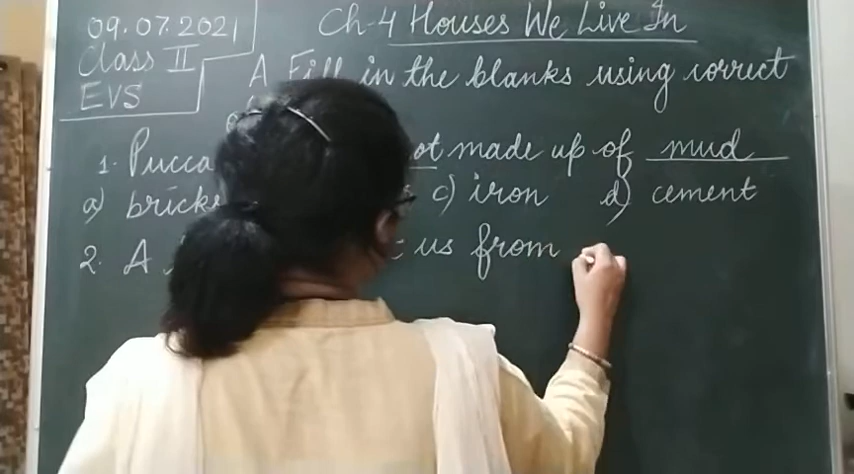 09.07.2021
Class II
EVS
Ch-4 Houses We Live In
A Fill in the blanks using correct
1. Pucca ot made up of mud
a) bricks c) iron d) cement
2. A us from